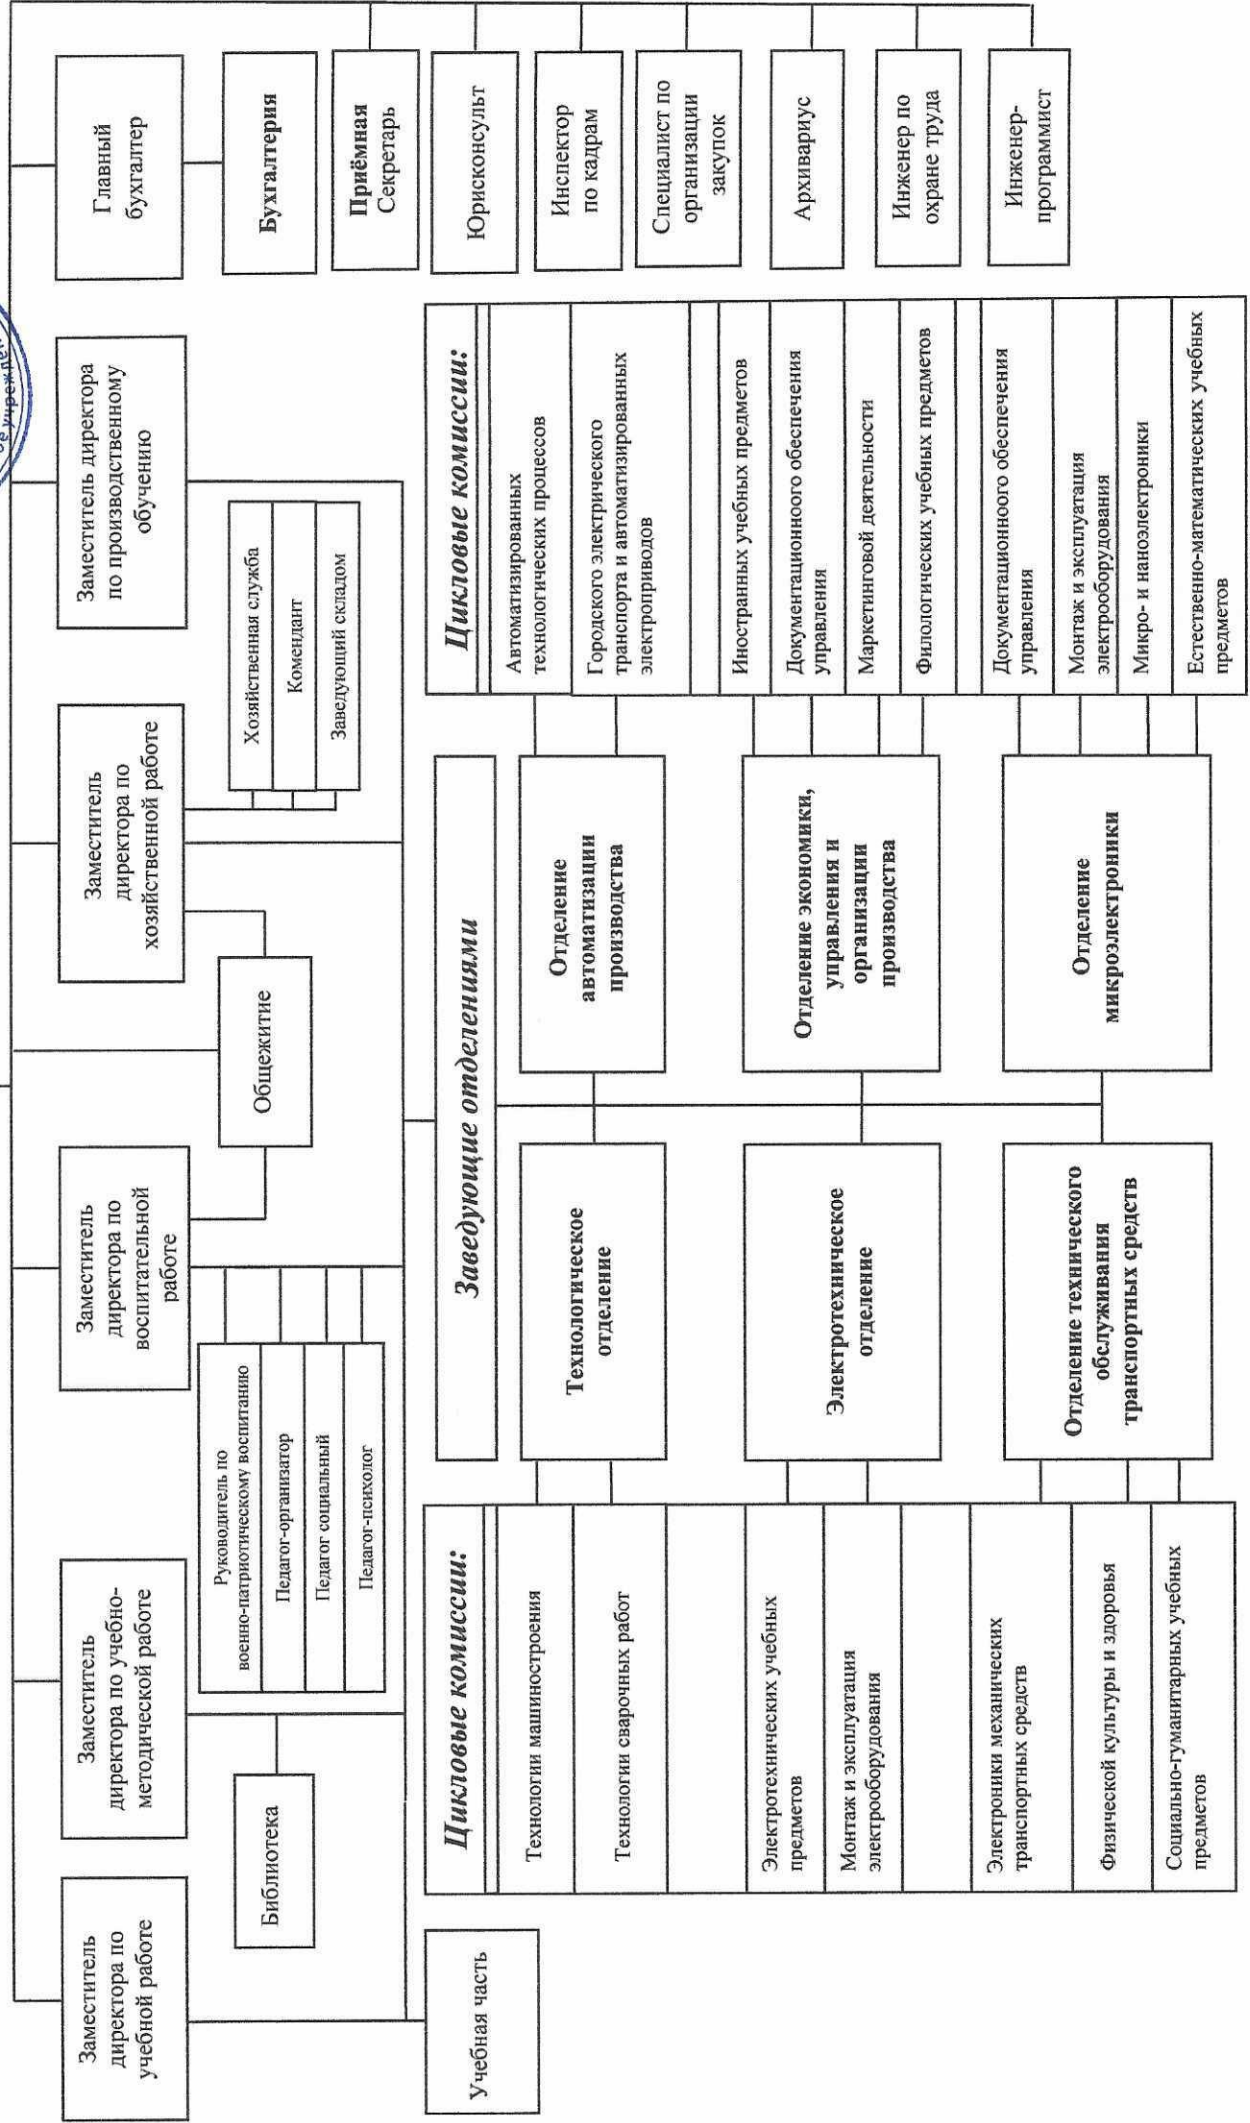 Заместитель
директора по
учебной работе
Заместитель
директора по учебно-
методической работе
Заместитель
директора по
воспитательной
работе
Заместитель
директора по
хозяйственной работе
Заместитель директора
по производственному
обучению
Главный
бухгалтер
Библиотека
Руководитель по
военно-патриотическому воспитанию
Педагог-организатор
Педагог социальный
Педагог-психолог
Общежитие
Хозяйственная служба
Комендант
Заведующий складом
Бухгалтерия
Приёмная
Секретарь
Юрисконсульт
Инспектор
по кадрам
Специалист по
организации
закупок
Архивариус
Инженер по
охране труда
Инженер-
программист
Учебная часть
Заведующие отделениями
Цикловые комиссии:
Технологии машиностроения
Технологии сварочных работ
Электротехнических учебных
предметов
Монтаж и эксплуатация
электрооборудования
Электроники механических
транспортных средств
Физической культуры и здоровья
Социально-гуманитарных учебных
предметов
Технологическое
отделение
Электротехническое
отделение
Отделение технического
обслуживания
транспортных средств
Отделение
автоматизации
производства
Отделение экономики,
управления и
организации
производства
Отделение
микроэлектроники
Цикловые комиссии:
Автоматизированных
технологических процессов
Городского электрического
транспорта и автоматизированных
электроприводов
Иностранных учебных предметов
Документационного обеспечения
управления
Маркетинговой деятельности
Филологических учебных предметов
Документационного обеспечения
управления
Монтаж и эксплуатация
электрооборудования
Микро- и наноэлектроники
Естественно-математических учебных
предметов